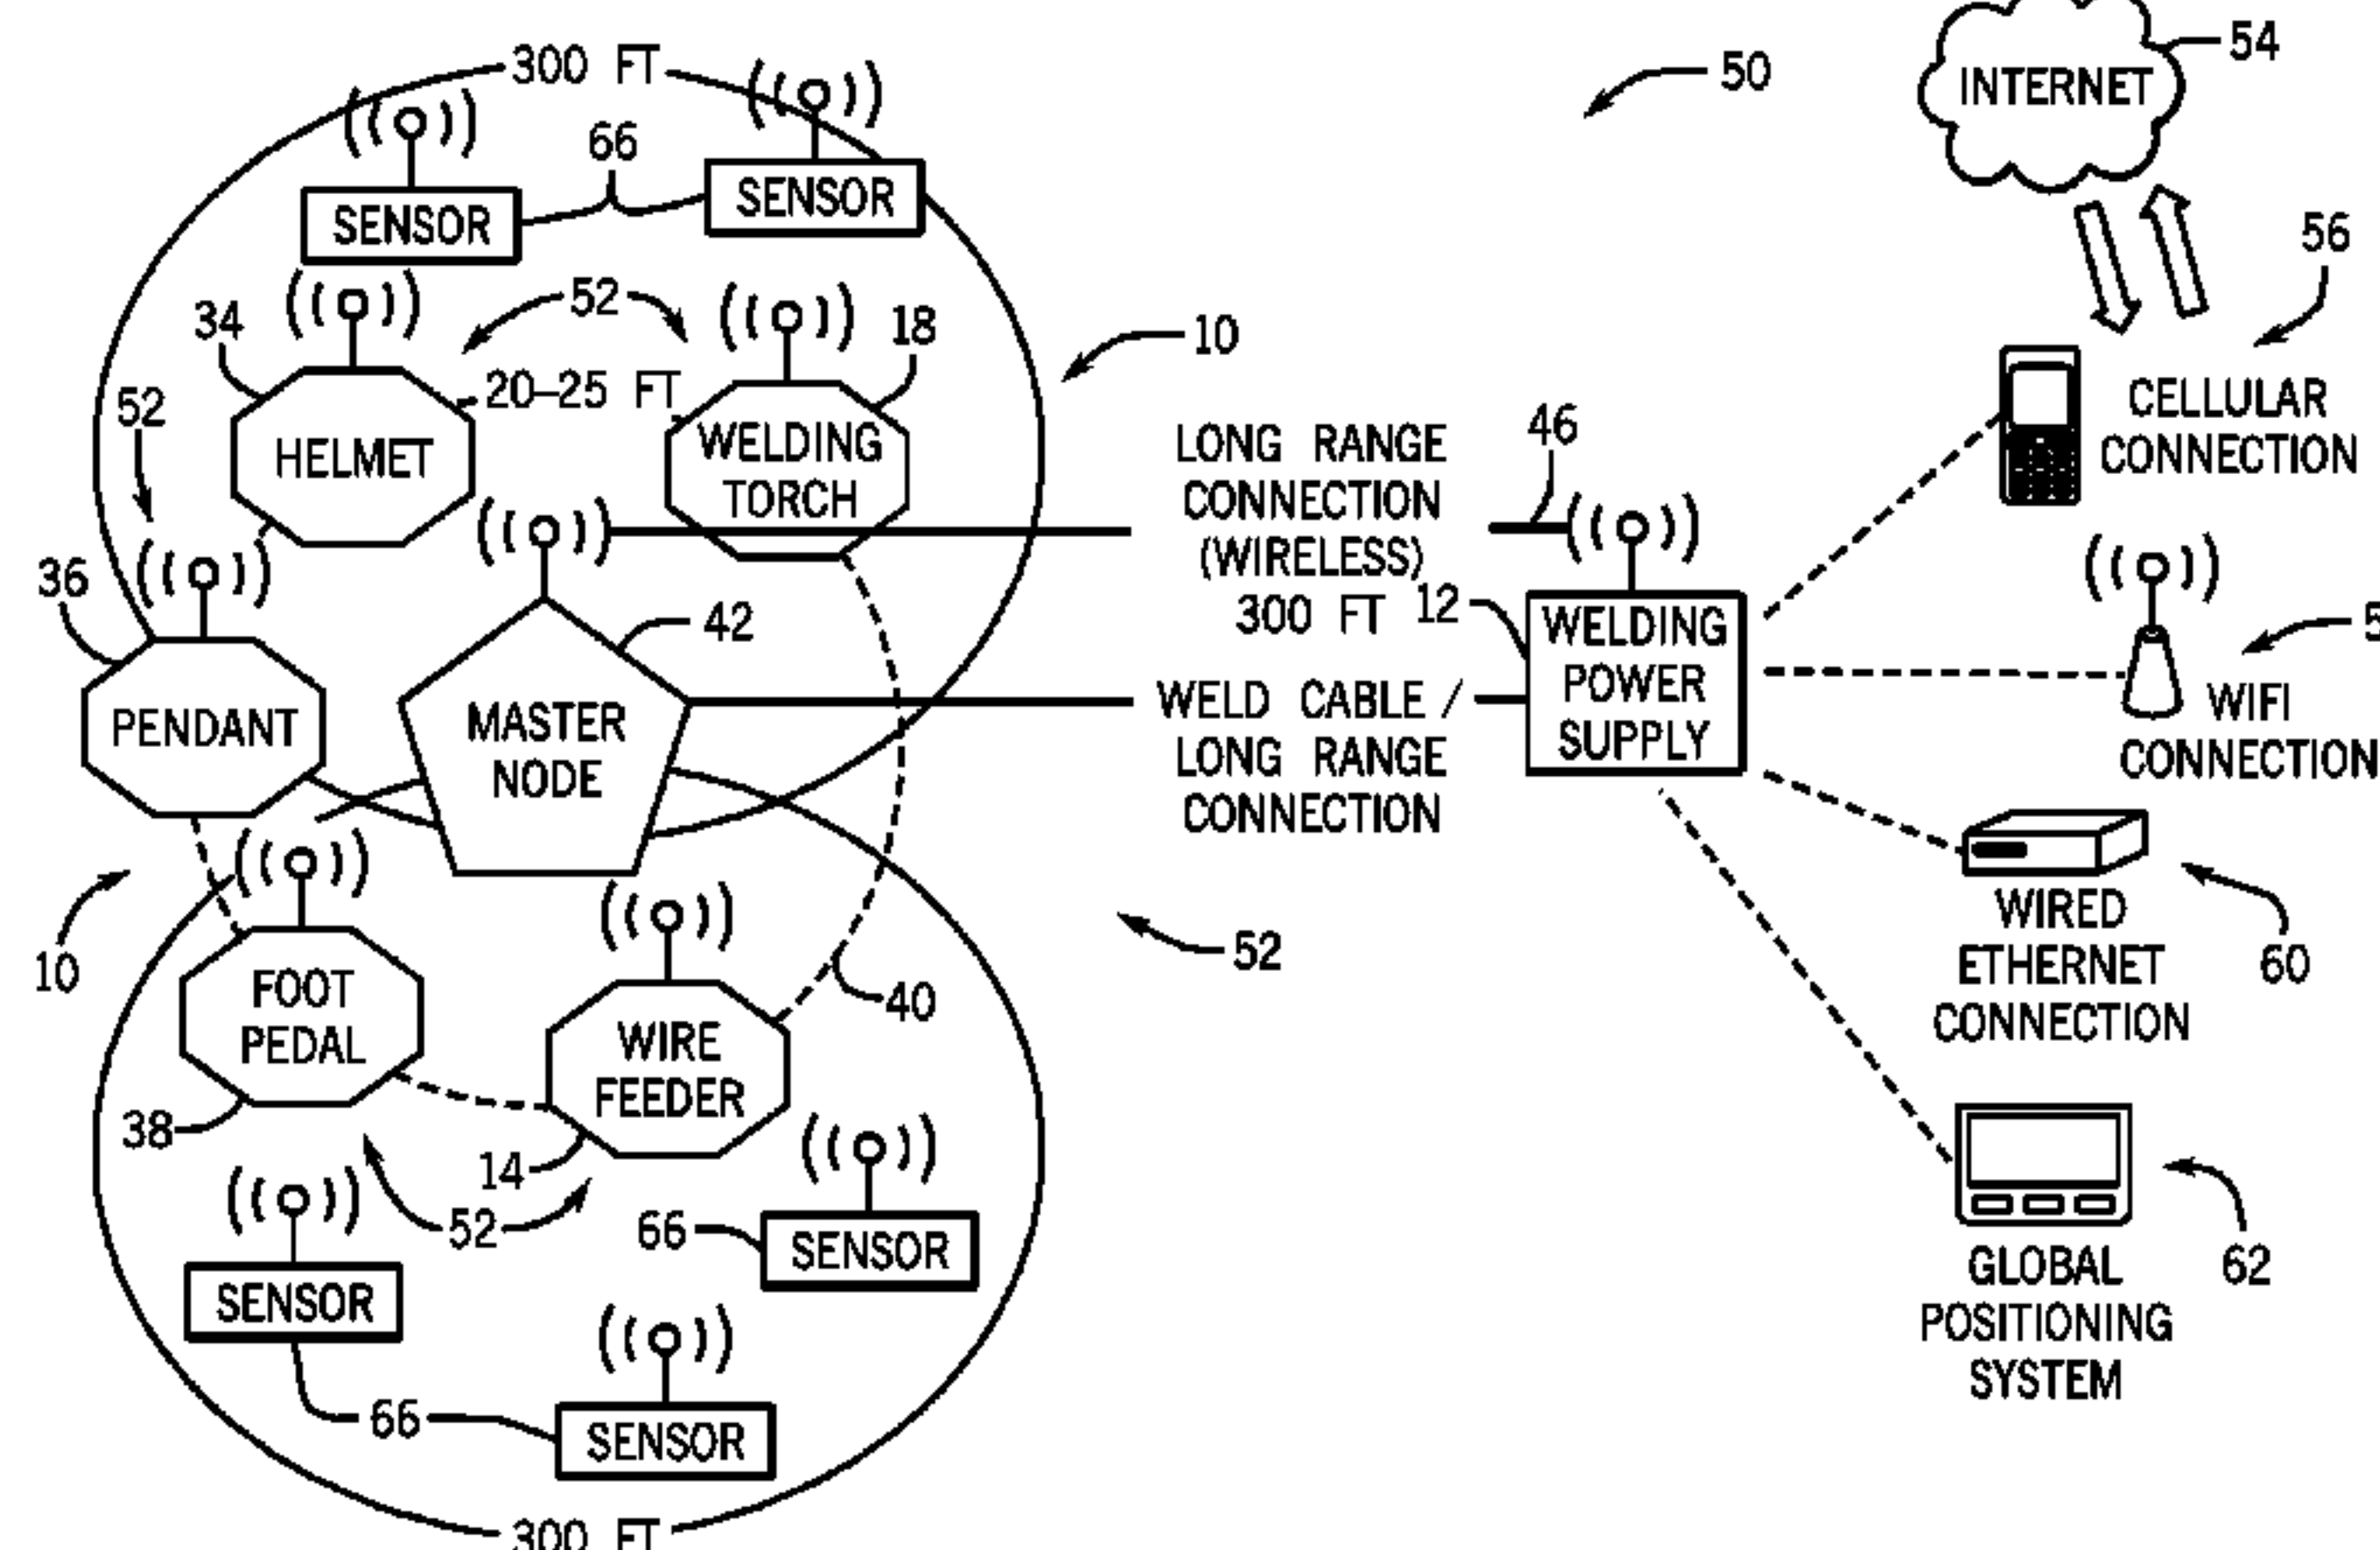 300 FT
50
INTERNET
54
66
SENSOR
SENSOR
56
52
34
18
10
20–25 FT
52
HELMET
WELDING
TORCH
LONG RANGE
CONNECTION
(WIRELESS)
300 FT
46
CELLULAR
CONNECTION
36
42
12
WELDING
POWER
SUPPLY
PENDANT
MASTER
NODE
WELD CABLE /
LONG RANGE
CONNECTION
WIFI
CONNECTION
10
52
FOOT
PEDAL
WIRE
FEEDER
40
WIRED
ETHERNET
CONNECTION
60
38
14
52
66
SENSOR
SENSOR
66
SENSOR
GLOBAL
POSITIONING
SYSTEM
62
300 FT